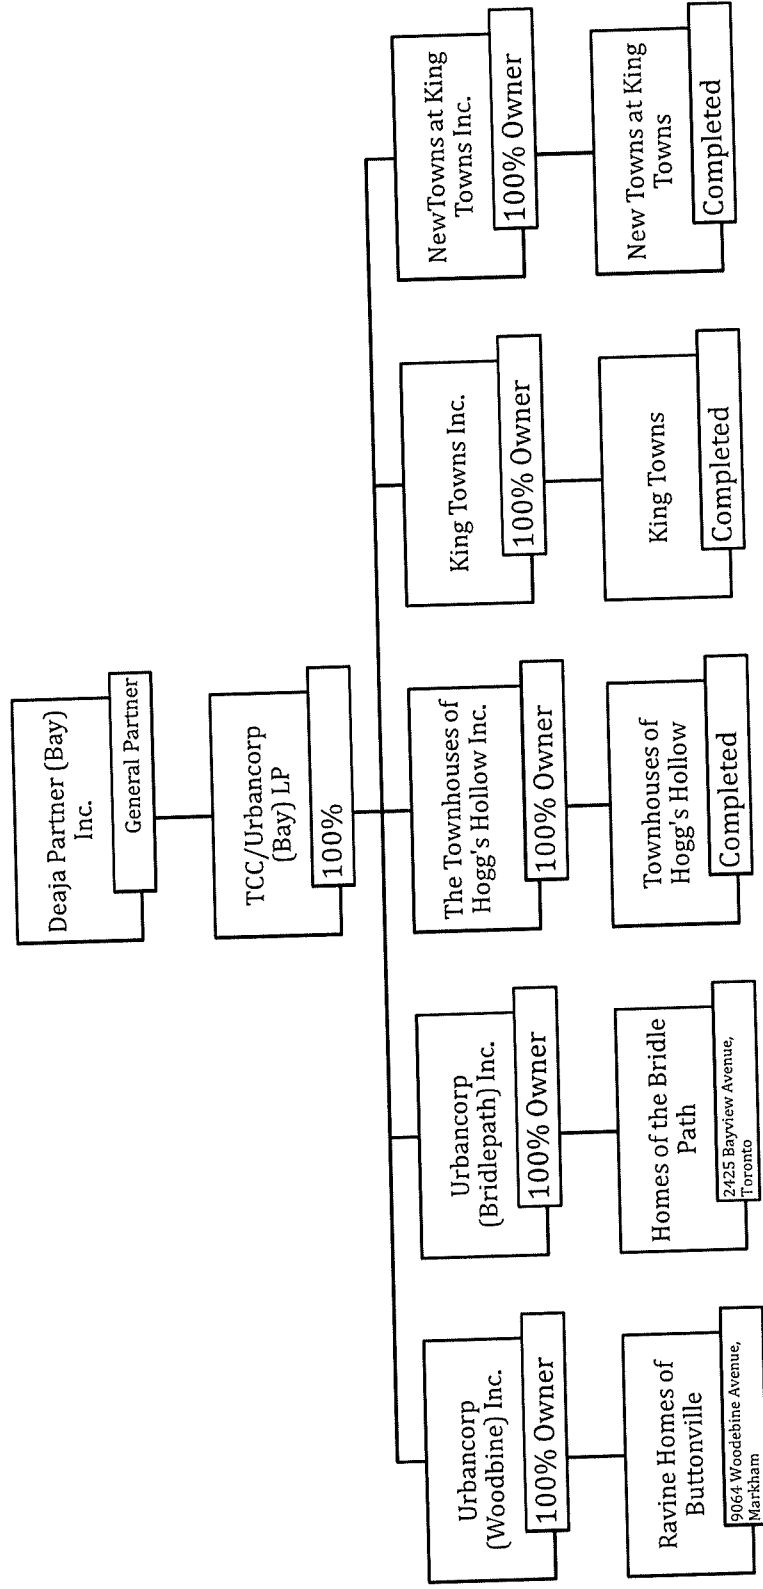 Deaja Partner (Bay)
Inc.
General Partner
TCC/Urbancorp
(Bay) LP
100%
Urbancorp
(Woodbine) Inc.
100% Owner
Urbancorp
(Bridlepath) Inc.
100% Owner
The Townhouses of
Hogg's Hollow Inc.
100% Owner
King Towns Inc.
100% Owner
NewTowns at King
Towns Inc.
100% Owner
Ravine Homes of
Buttonville
9064 Woodebine Avenue,
Markham
Homes of the Bridle
Path
2425 Bayview Avenue,
Toronto
Townhouses of
Hogg's Hollow
Completed
King Towns
Completed
New Towns at King
Towns
Completed